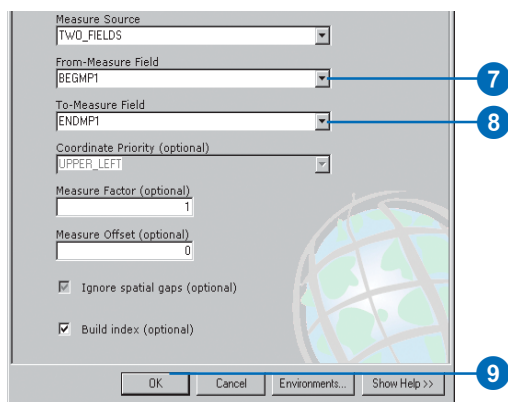 Measure Source
TWO_FIELDS
From-Measure Field
BEGMP1
7
To-Measure Field
ENDMP1
8
Coordinate Priority (optional)
UPPER_LEFT
Measure Factor (optional)
1
Measure Offset (optional)
0
Ignore spatial gaps (optional)
Build index (optional)
OK Cancel Environments... Show Help >>
9